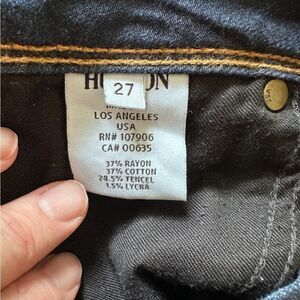 27
LOS ANGELES
USA
RN# 107906
CA# 00635
37% RAYON
37% COTTON
24.5% TENCEL
1.5% LYCRA